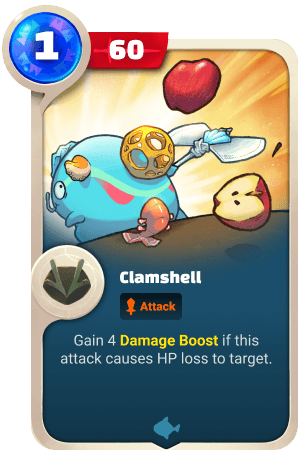 1
60
Clamshell
Attack
Gain 4 Damage Boost if this
attack causes HP loss to target.